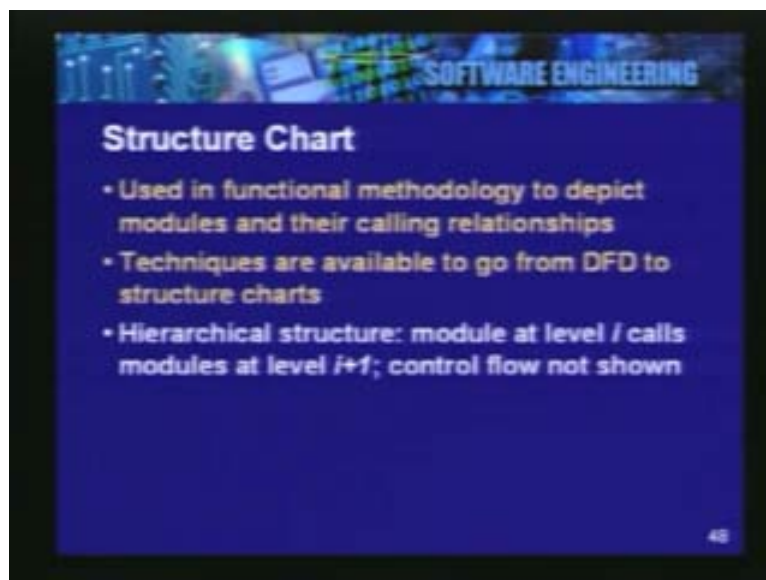 SOFTWARE ENGINEERING
Structure Chart
• Used in functional methodology to depict
modules and their calling relationships
• Techniques are available to go from DFD to
structure charts
• Hierarchical structure: module at level i calls
modules at level i+1; control flow not shown
48